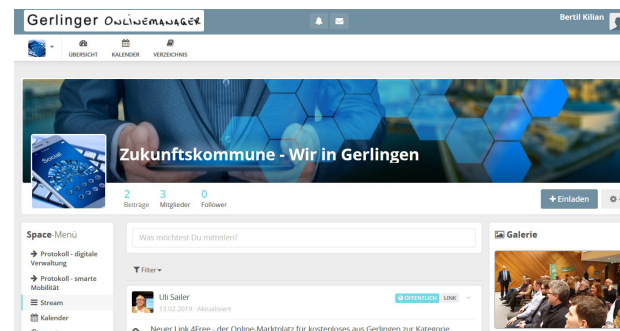 Gerlinger ONLINEMANAGER
Bertil Kilian
ÜBERSICHT
KALENDER
VERZEICHNIS
Social
Zukunftskommune - Wir in Gerlingen
2
Beiträge
3
Mitglieder
0
Follower
+ Einladen
Space-Menü
→ Protokoll - digitale
Verwaltung
→ Protokoll - smarte
Mobilität
Stream
Kalender
Was möchtest Du mitteilen?
Filter
Uli Sailer
13.02.2019 · Aktualisiert
ÖFFENTLICH
LINK
Neuer Link 4Free - der Online-Marktplatz für kostenloses aus Gerlingen zur Kategorie
Galerie